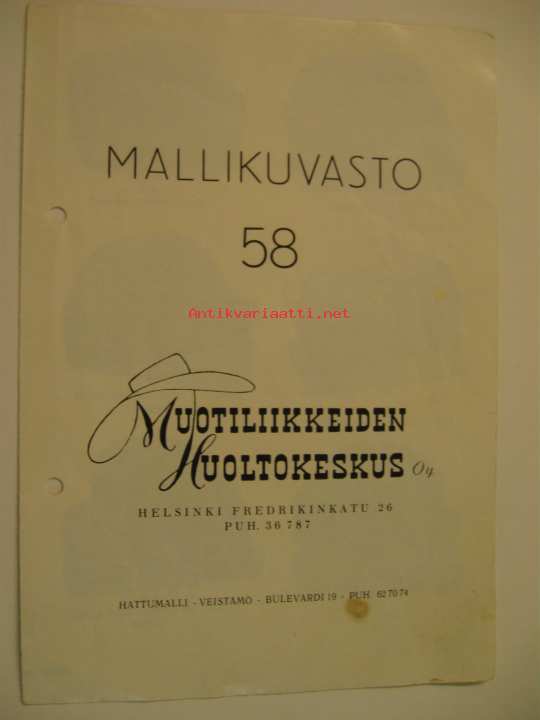 MALLIKUVASTO
58
Antikvariaatti.net
MUOTILIIKKEIDEN
HUOLTOKESKUS Oy
HELSINKI FREDRIKINKATU 26
PUH. 36 787
HATTUMALLI - VEISTÄMÖ - BULEVARDI 19 - PUH. 62 70 74